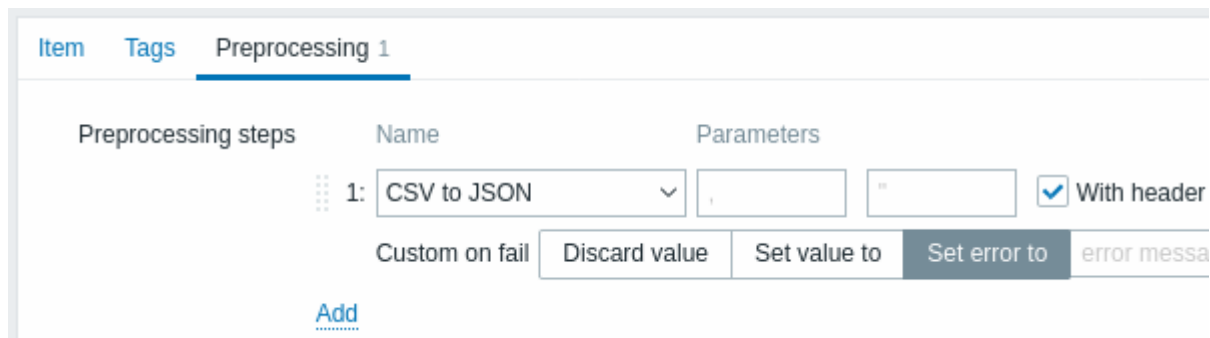 Item Tags Preprocessing 1
Preprocessing steps Name Parameters
1: CSV to JSON , " With header
Custom on fail Discard value Set value to Set error to error messa
Add